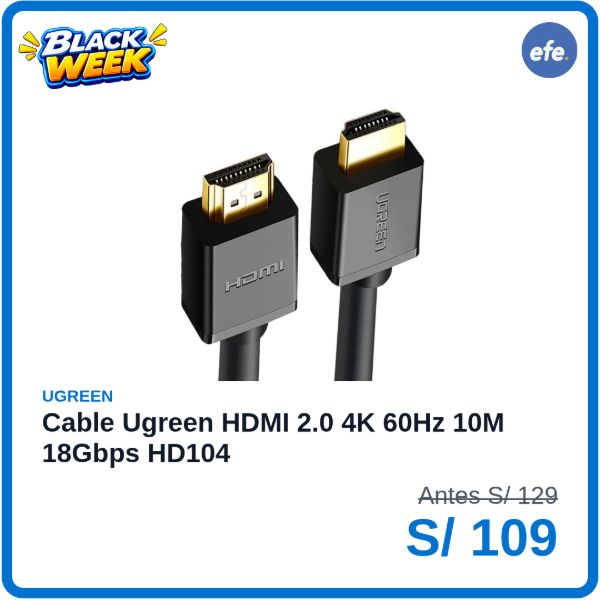 BLACK
WEEK
efe.
HDMI
UGREEN
UGREEN
Cable Ugreen HDMI 2.0 4K 60Hz 10M
18Gbps HD104
Antes S/ 129
S/ 109